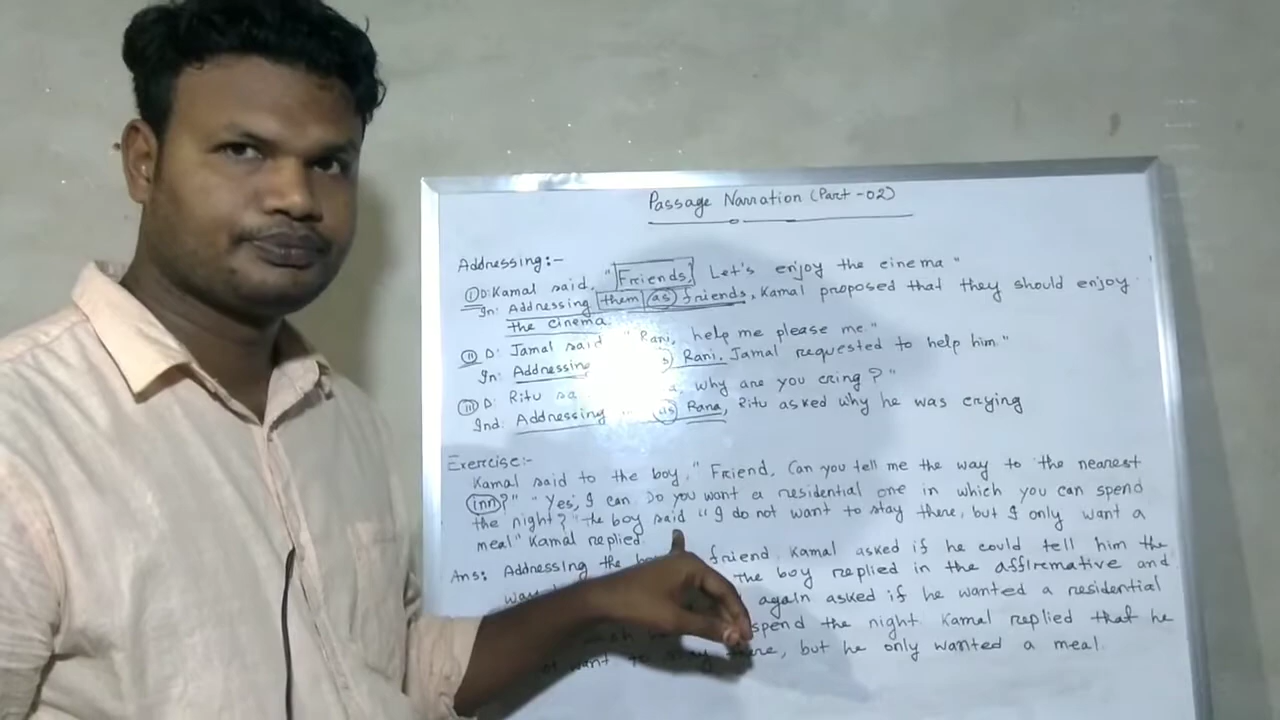 Passage Narration (Part -02)
Addressing:-
(i) D: Kamal said, "Friends, Let's enjoy the cinema"
In: Addressing them as friends, Kamal proposed that they should enjoy
the cinema.
(ii) D: Jamal said "Rani, help me please me"
In: Addressing Rani, Jamal requested to help him"
(iii) D: Ritu why are you cring?"
Ind: Addressing as Rana, Ritu asked why he was crying
Exercise:-
Kamal said to the boy, "Friend, Can you tell me the way to the nearest
Inn?" "Yes, I can. Do you want a residential one in which you can spend
the night?" the boy said "I do not want to stay there, but I only want a
meal" Kamal replied.
Ans: Addressing the friend Kamal asked if he could tell him the
way The boy replied in the affirmative and
again asked if he wanted a residential
spend the night Kamal replied that he
want to stay there, but he only wanted a meal.